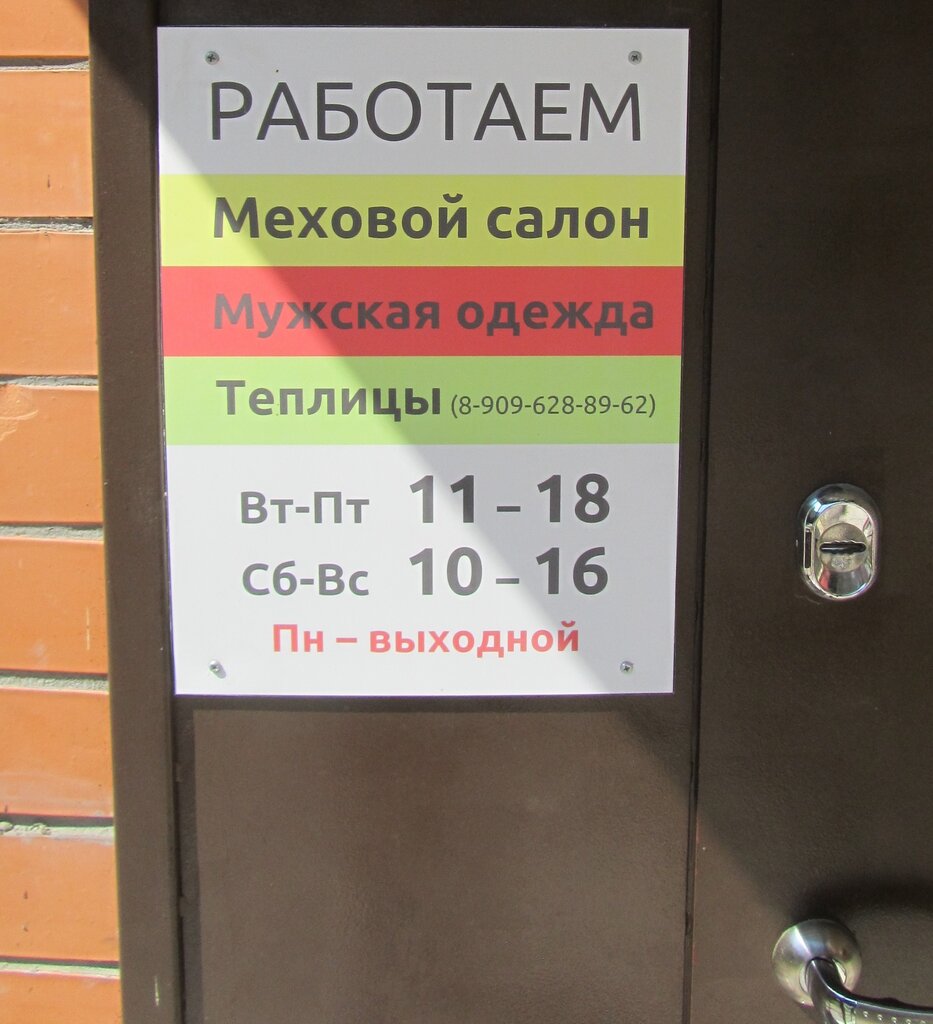 РАБОТАЕМ
Меховой салон
Мужская одежда
Теплицы (8-909-628-89-62)
Вт-Пт 11 – 18
Сб-Вс 10 – 16
Пн – выходной